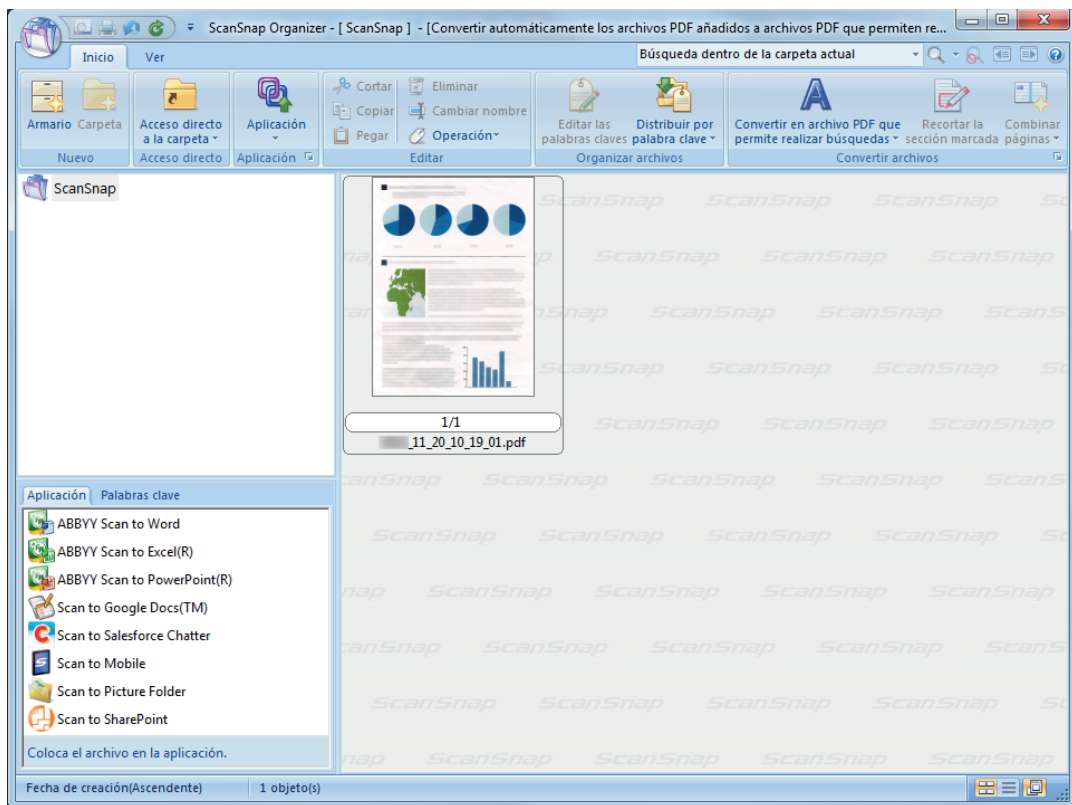 ScanSnap Organizer - [ ScanSnap ] - [Convertir automáticamente los archivos PDF añadidos a archivos PDF que permiten re...
Inicio Ver
Búsqueda dentro de la carpeta actual
Armario Carpeta
Nuevo
Acceso directo
a la carpeta
Acceso directo
Aplicación
Aplicación
Cortar
Copiar
Pegar
Eliminar
Cambiar nombre
Operación
Editar
Editar las
palabras claves
Distribuir por
palabra clave
Organizar archivos
Convertir en archivo PDF que
permite realizar búsquedas
Recortar la
sección marcada
Combinar
páginas
Convertir archivos
ScanSnap
1/1
_11_20_10_19_01.pdf
Aplicación Palabras clave
ABBYY Scan to Word
ABBYY Scan to Excel(R)
ABBYY Scan to PowerPoint(R)
Scan to Google Docs(TM)
Scan to Salesforce Chatter
Scan to Mobile
Scan to Picture Folder
Scan to SharePoint
Coloca el archivo en la aplicación.
Fecha de creación(Ascendente) 1 objeto(s)